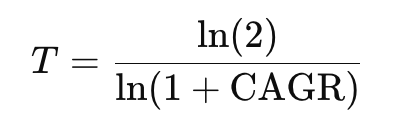 T = ln(2) / ln(1 + CAGR)